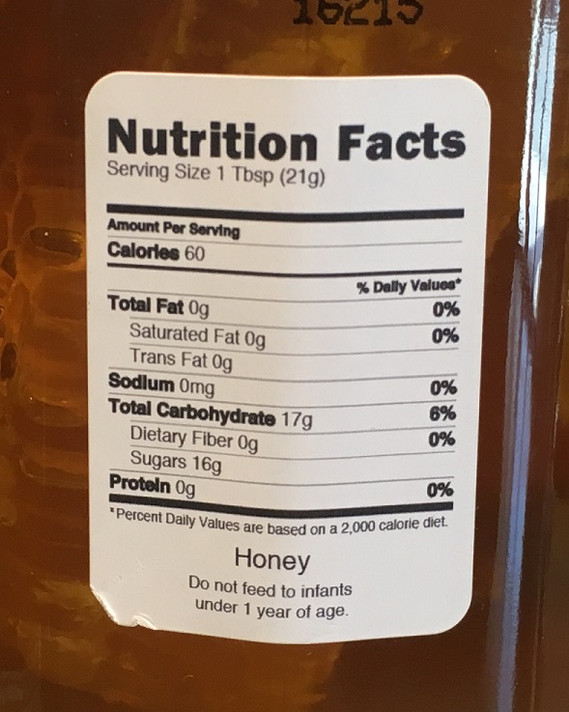 16215
Nutrition Facts
Serving Size 1 Tbsp (21g)
Amount Per Serving
Calories 60
% Daily Values*
Total Fat 0g 0%
Saturated Fat 0g 0%
Trans Fat 0g
Sodium 0mg 0%
Total Carbohydrate 17g 6%
Dietary Fiber 0g 0%
Sugars 16g
Protein 0g 0%
*Percent Daily Values are based on a 2,000 calorie diet.
Honey
Do not feed to infants
under 1 year of age.